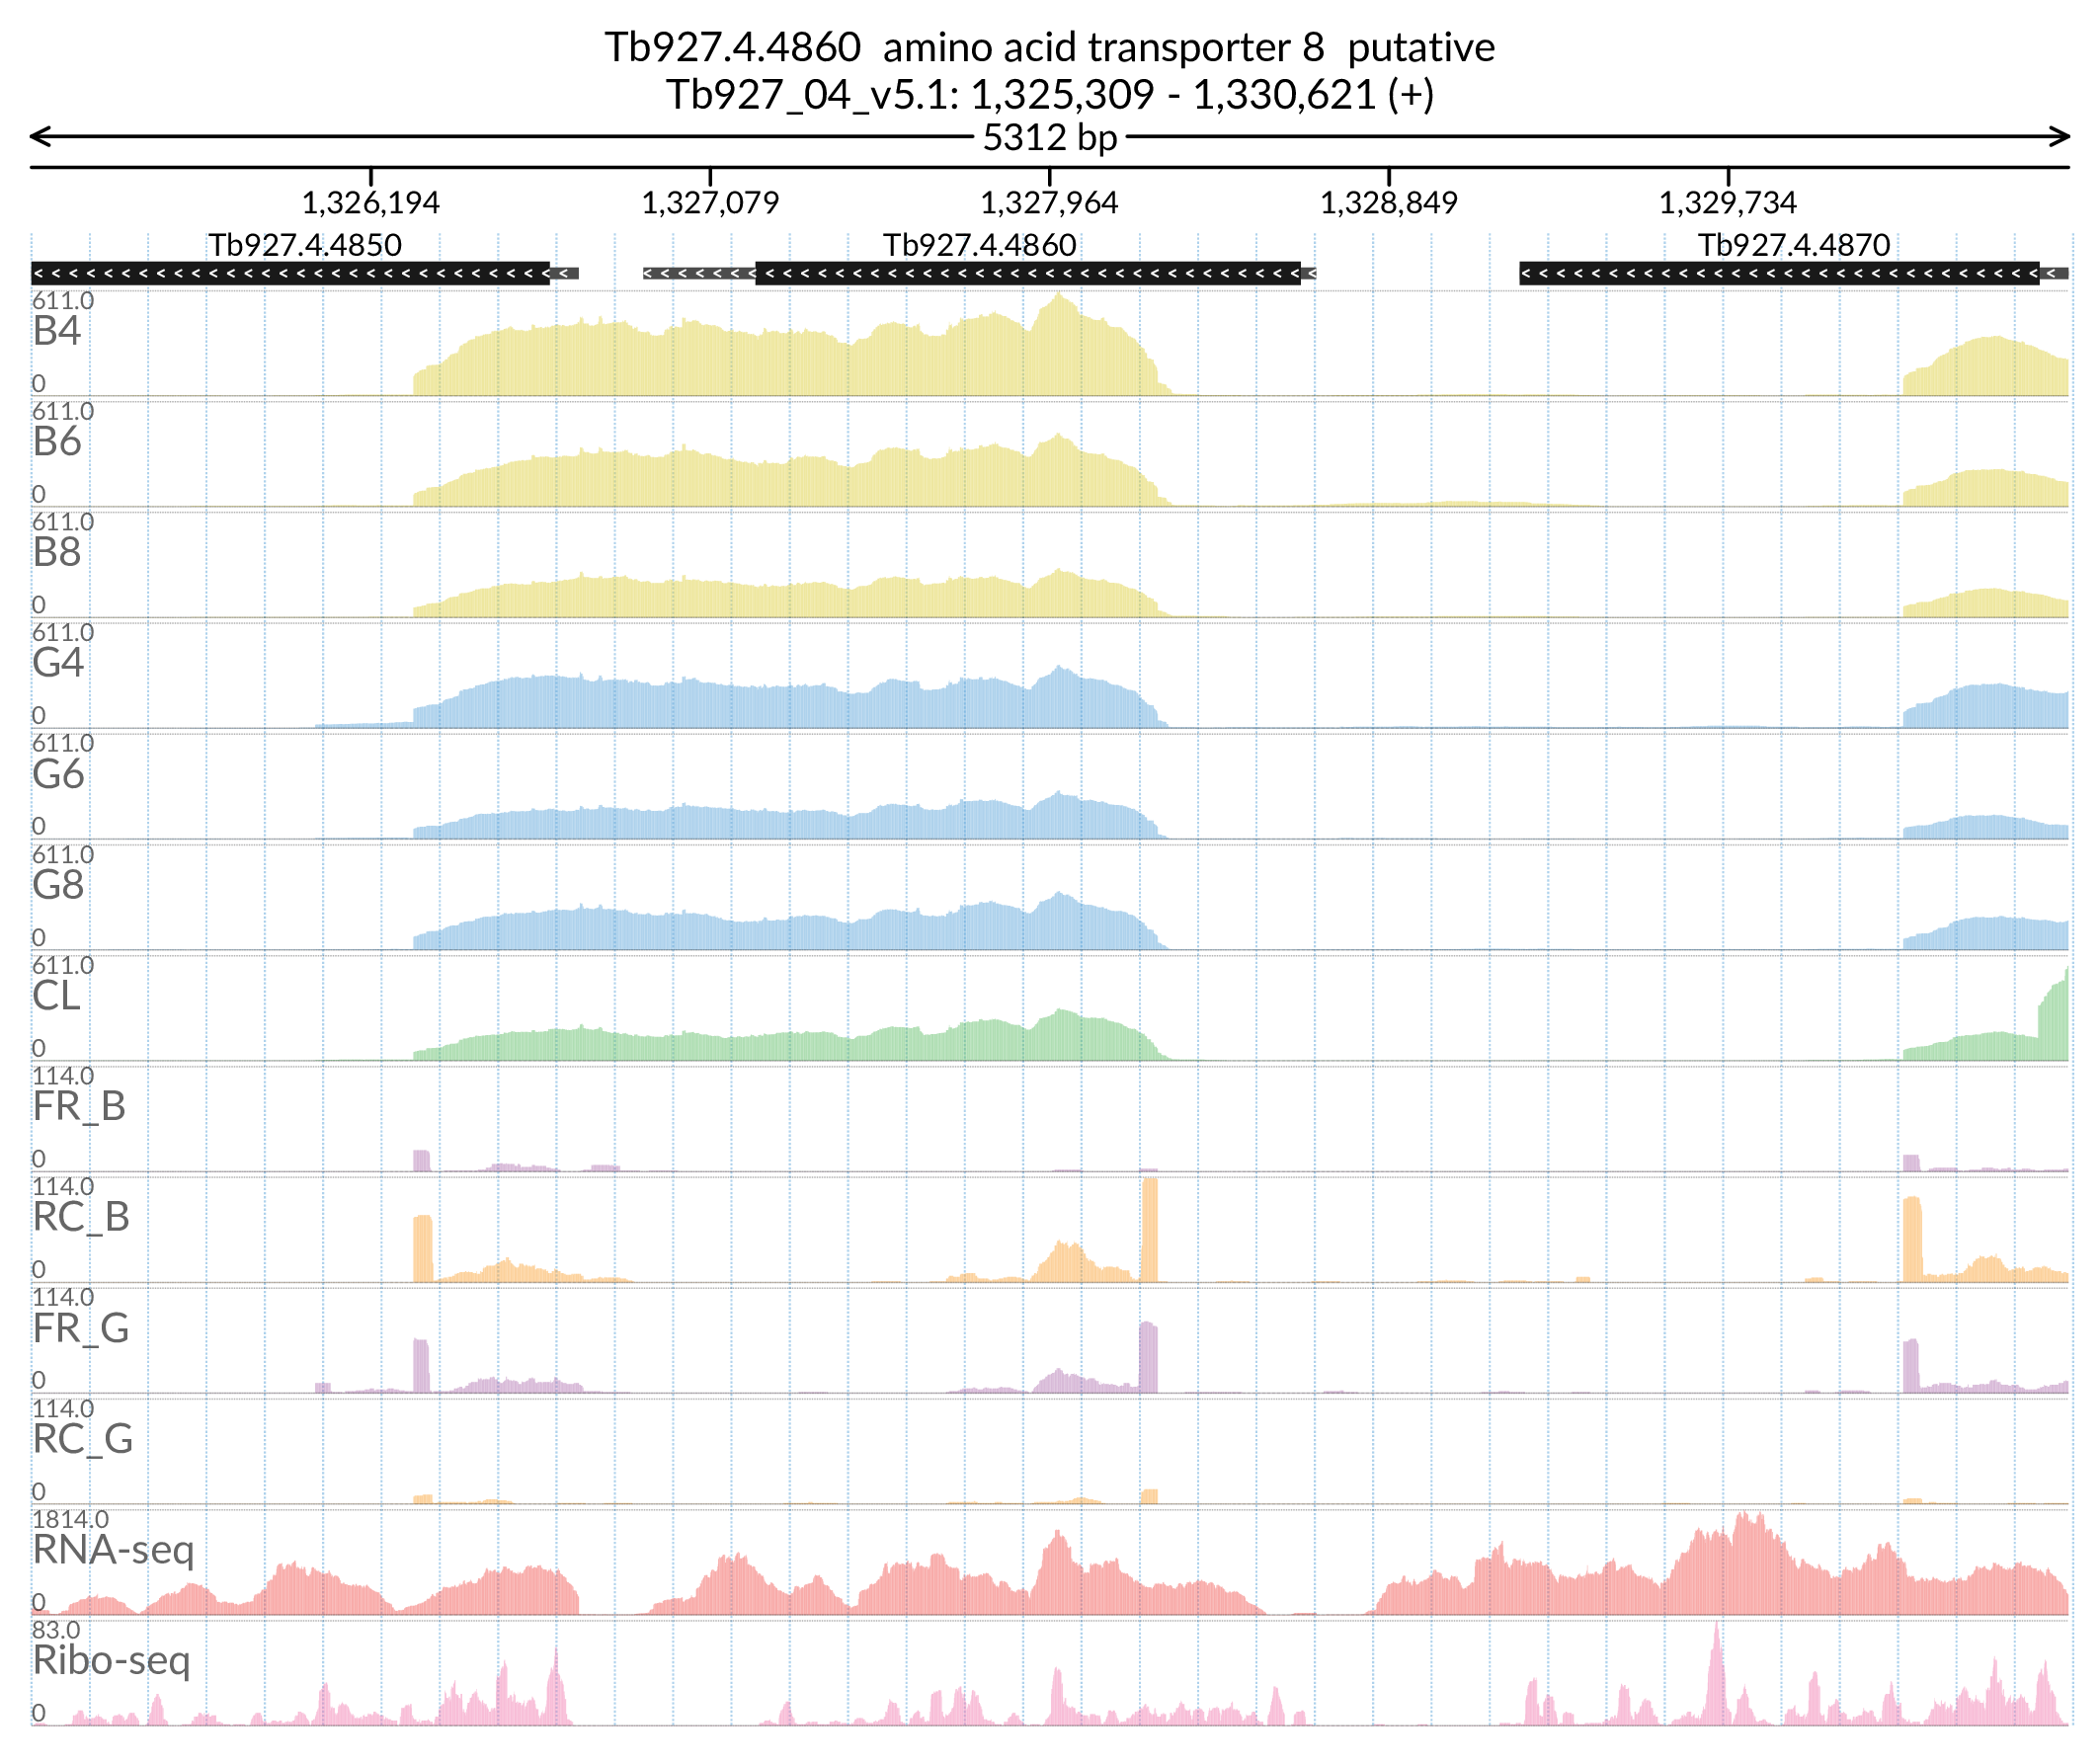 Tb927.4.4860  amino acid transporter 8  putative
Tb927_04_v5.1: 1,325,309 - 1,330,621 (+)
5312 bp
1,326,194 1,327,079 1,327,964 1,328,849 1,329,734
Tb927.4.4850 Tb927.4.4860 Tb927.4.4870
611.0
B4
0
611.0
B6
0
611.0
B8
0
611.0
G4
0
611.0
G6
0
611.0
G8
0
611.0
CL
0
114.0
FR_B
0
114.0
RC_B
0
114.0
FR_G
0
114.0
RC_G
0
1814.0
RNA-seq
0
83.0
Ribo-seq
0